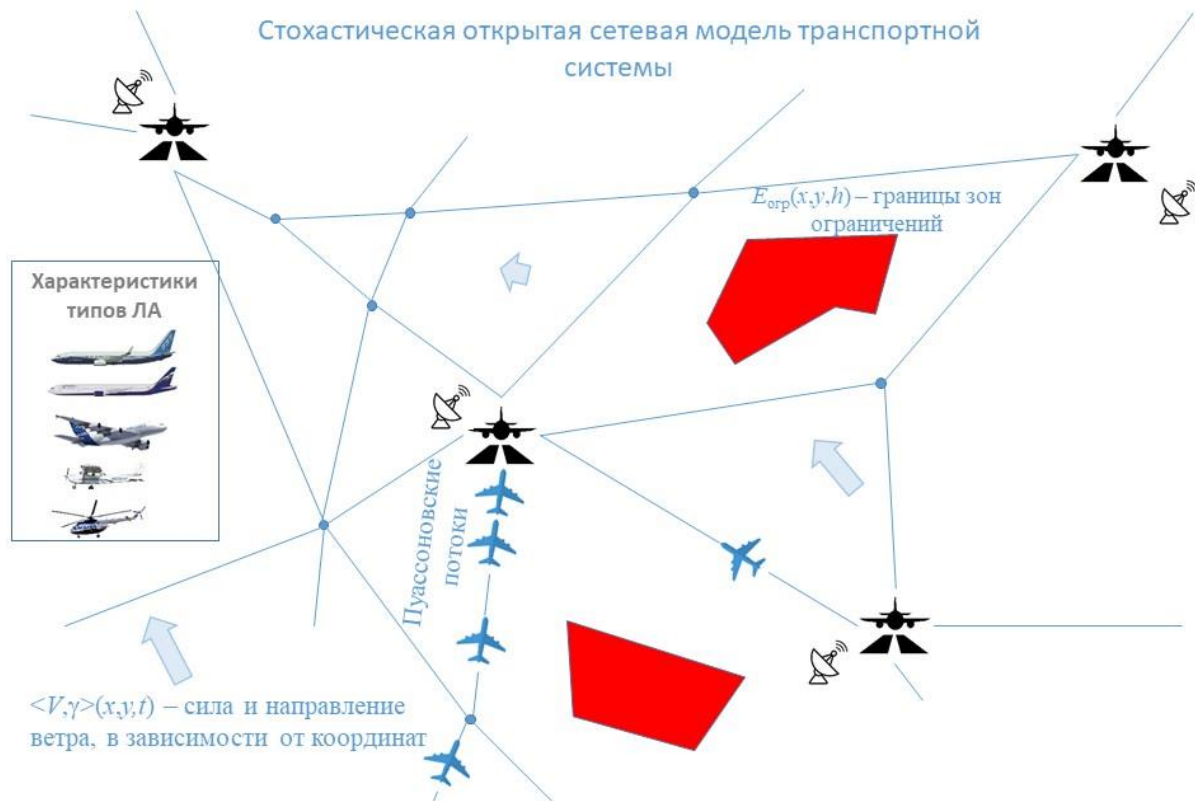 Стохастическая открытая сетевая модель транспортной
системы
Eогр(x,y,h) – границы зон
ограничений
Характеристики
типов ЛА
Пуассоновские
потоки
<V,γ>(x,y,t) – сила и направление
ветра, в зависимости от координат